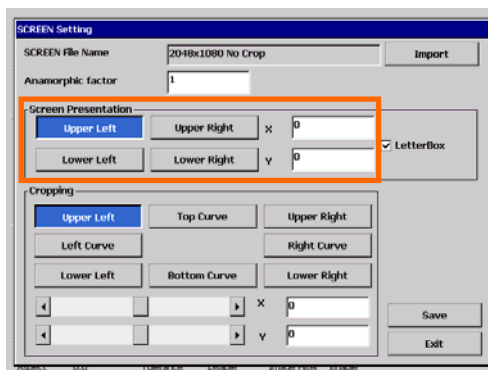 SCREEN Setting
SCREEN File Name 2048x1080 No Crop Import
Anamorphic factor 1
Screen Presentation
Upper Left Upper Right X 0
LetterBox
Lower Left Lower Right Y 0
Cropping
Upper Left Top Curve Upper Right
Left Curve Right Curve
Lower Left Bottom Curve Lower Right
X 0
Save
Y 0
Exit